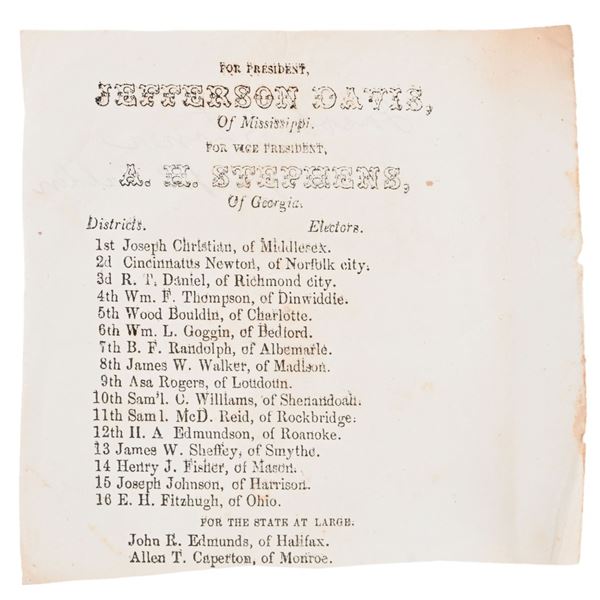 FOR PRESIDENT,
JEFFERSON DAVIS,
Of Mississippi.
FOR VICE PRESIDENT,
A. H. STEPHENS,
Of Georgia.
Districts. Electors.
1st Joseph Christian, of Middlesex.
2d Cincinnatus Newton, of Norfolk city.
3d R. T. Daniel, of Richmond city.
4th Wm. F. Thompson, of Dinwiddie.
5th Wood Bouldin, of Charlotte.
6th Wm. L. Goggin, of Bedford.
7th B. F. Randolph, of Albemarle.
8th James W. Walker, of Madison.
9th Asa Rogers, of Loudoun.
10th Sam'l. C. Williams, of Shenandoah.
11th Sam l. McD. Reid, of Rockbridge.
12th H. A Edmundson, of Roanoke.
13 James W. Sheffey, of Smythe.
14 Henry J. Fisher, of Mason.
15 Joseph Johnson, of Harrison.
16 E. H. Fitzhugh, of Ohio.
FOR THE STATE AT LARGE.
John R. Edmunds, of Halifax.
Allen T. Caperton, of Monroe.